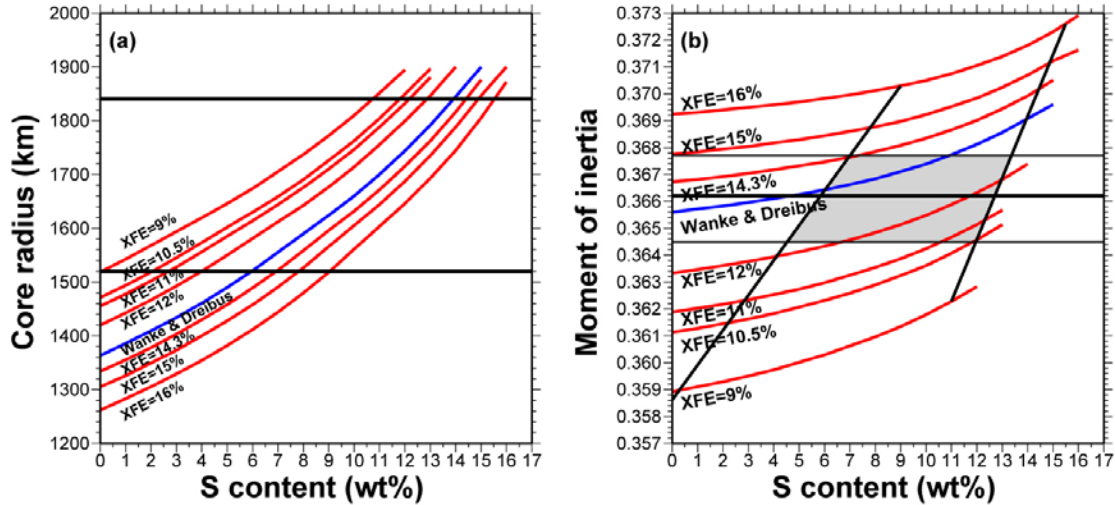 (a)
Core radius (km)
2000
1900
1800
1700
1600
1500
1400
1300
1200
XFE=9%
XFE=10.5%
XFE=11%
XFE=12%
Wanke & Dreibus
XFE=14.3%
XFE=15%
XFE=16%
0 1 2 3 4 5 6 7 8 9 10 11 12 13 14 15 16 17
S content (wt%)
(b)
Moment of inertia
0.373
0.371
0.370
0.369
0.368
0.367
0.366
0.365
0.363
0.362
0.361
0.360
0.359
0.357
XFE=16%
XFE=15%
XFE=14.3%
Wanke & Dreibus
XFE=12%
XFE=11%
XFE=10.5%
XFE=9%
0 1 2 3 4 5 6 7 8 9 10 11 12 13 14 15 16 17
S content (wt%)